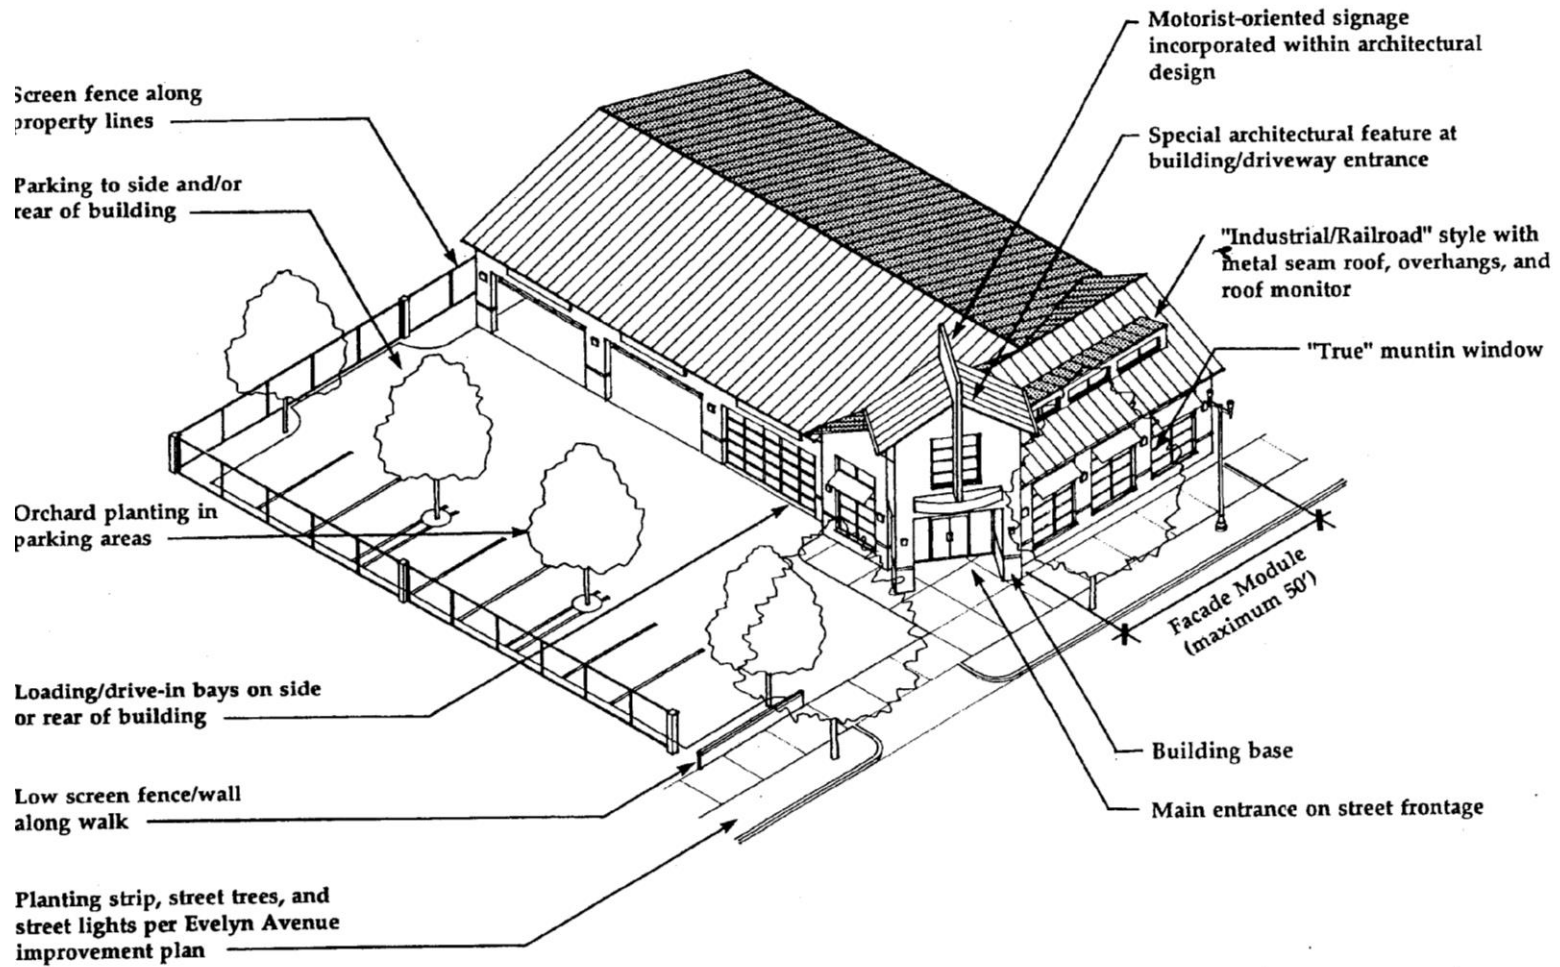 Motorist-oriented signage
incorporated within architectural
design
Screen fence along
property lines
Special architectural feature at
building/driveway entrance
Parking to side and/or
rear of building
"Industrial/Railroad" style with
metal seam roof, overhangs, and
roof monitor
"True" muntin window
Orchard planting in
parking areas
Facade Module
(maximum 50')
Loading/drive-in bays on side
or rear of building
Building base
Low screen fence/wall
along walk
Main entrance on street frontage
Planting strip, street trees, and
street lights per Evelyn Avenue
improvement plan